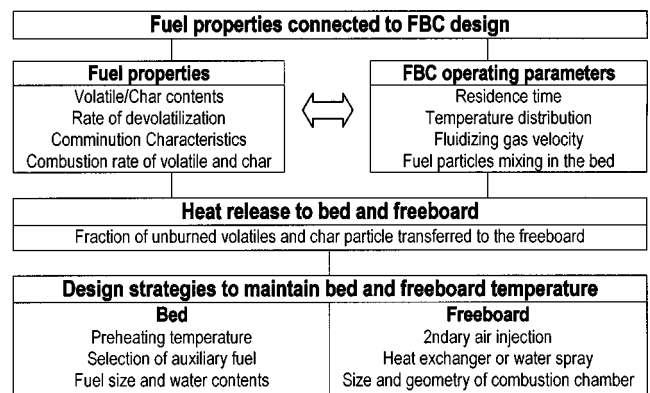 Fuel properties connected to FBC design
Fuel properties
Volatile/Char contents
Rate of devolatilization
Comminution Characteristics
Combustion rate of volatile and char
FBC operating parameters
Residence time
Temperature distribution
Fluidizing gas velocity
Fuel particles mixing in the bed
Heat release to bed and freeboard
Fraction of unburned volatiles and char particle transferred to the freeboard
Design strategies to maintain bed and freeboard temperature
Bed
Preheating temperature
Selection of auxiliary fuel
Fuel size and water contents
Freeboard
2ndary air injection
Heat exchanger or water spray
Size and geometry of combustion chamber